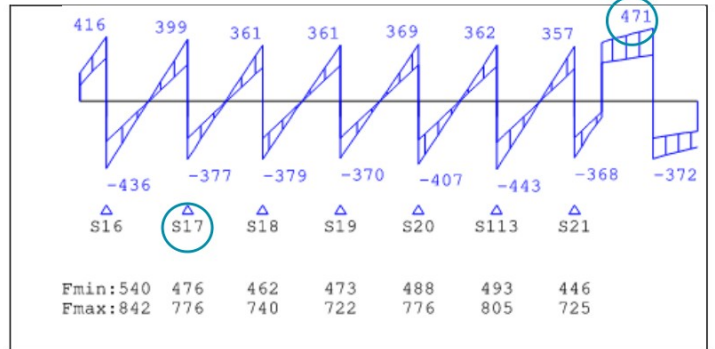 471
416 399 361 361 369 362 357
-436 -377 -379 -370 -407 -443 -368 -372
S16 S17 S18 S19 S20 S113 S21
Fmin:540 476 462 473 488 493 446
Fmax:842 776 740 722 776 805 725